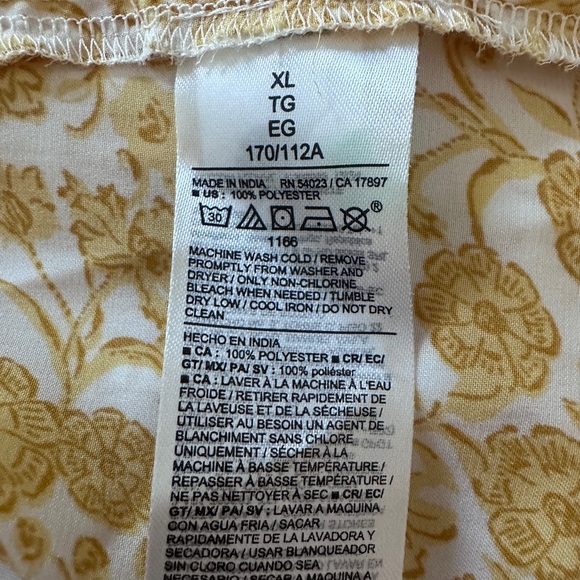 XL
TG
EG
170/112A
MADE IN INDIA RN 54023 / CA 17897
■ US : 100% POLYESTER
30 ®
1166
MACHINE WASH COLD / REMOVE
PROMPTLY FROM WASHER AND
DRYER / ONLY NON-CHLORINE
BLEACH WHEN NEEDED / TUMBLE
DRY LOW / COOL IRON / DO NOT DRY
CLEAN
HECHO EN INDIA
■ CA : 100% POLYESTER ■ CR/ EC/
GT/ MX/ PA/ SV : 100% poliéster
■ CA : LAVER À LA MACHINE À L'EAU
FROIDE / RETIRER RAPIDEMENT DE
LA LAVEUSE ET DE LA SÉCHEUSE /
UTILISER AU BESOIN UN AGENT DE
BLANCHIMENT SANS CHLORE
UNIQUEMENT / SÉCHER À LA
MACHINE À BASSE TEMPÉRATURE /
REPASSER À BASSE TEMPÉRATURE /
NE PAS NETTOYER À SEC ■ CR/ EC/
GT/ MX/ PA/ SV : LAVAR A MAQUINA
CON AGUA FRIA / SACAR
RAPIDAMENTE DE LA LAVADORA Y
SECADORA / USAR BLANQUEADOR
SIN CLORO CUANDO SEA
NECESARIO / SECAR A MAQUINA A